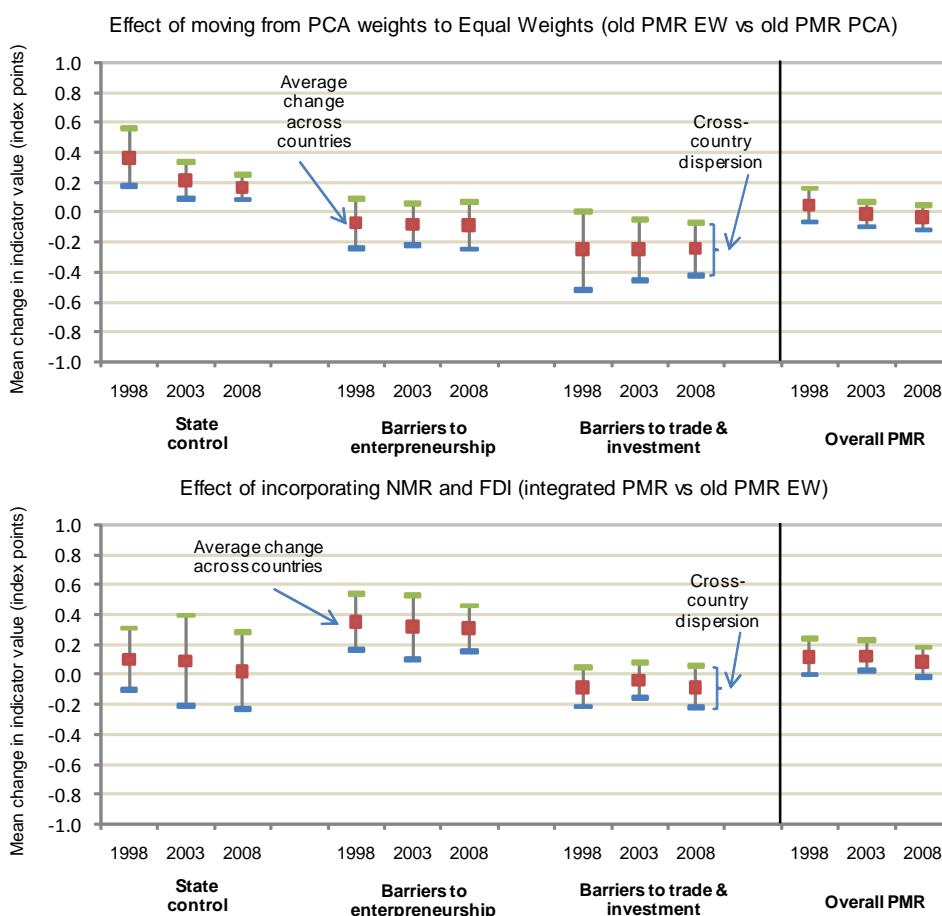 Effect of moving from PCA weights to Equal Weights (old PMR EW vs old PMR PCA)
Mean change in indicator value (index points)
1.0
0.8
0.6
0.4
0.2
0.0
-0.2
-0.4
-0.6
-0.8
-1.0
Average
change
across
countries
Cross-
country
dispersion
1998 2003 2008 1998 2003 2008 1998 2003 2008 1998 2003 2008
State
control
Barriers to
enterpreneurship
Barriers to trade &
investment
Overall PMR
Effect of incorporating NMR and FDI (integrated PMR vs old PMR EW)
Mean change in indicator value (index points)
1.0
0.8
0.6
0.4
0.2
0.0
-0.2
-0.4
-0.6
-0.8
-1.0
Average change
across countries
Cross-
country
dispersion
1998 2003 2008 1998 2003 2008 1998 2003 2008 1998 2003 2008
State
control
Barriers to
enterpreneurship
Barriers to trade &
investment
Overall PMR